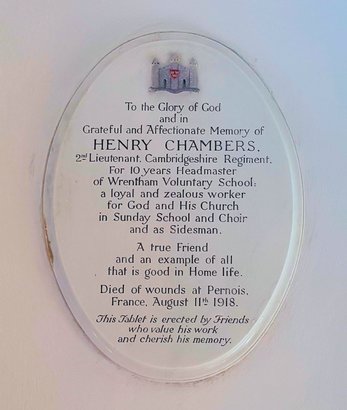 To the Glory of God
and in
Grateful and Affectionate Memory of
HENRY CHAMBERS,
2nd Lieutenant. Cambridgeshire Regiment.
For 10 years Headmaster
of Wrentham Voluntary School:
a loyal and zealous worker
for God and His Church
in Sunday School and Choir
and as Sidesman.
A true Friend
and an example of all
that is good in Home life.
Died of wounds at Pernois,
France, August 11th 1918.
This Tablet is erected by Friends
who value his work
and cherish his memory.